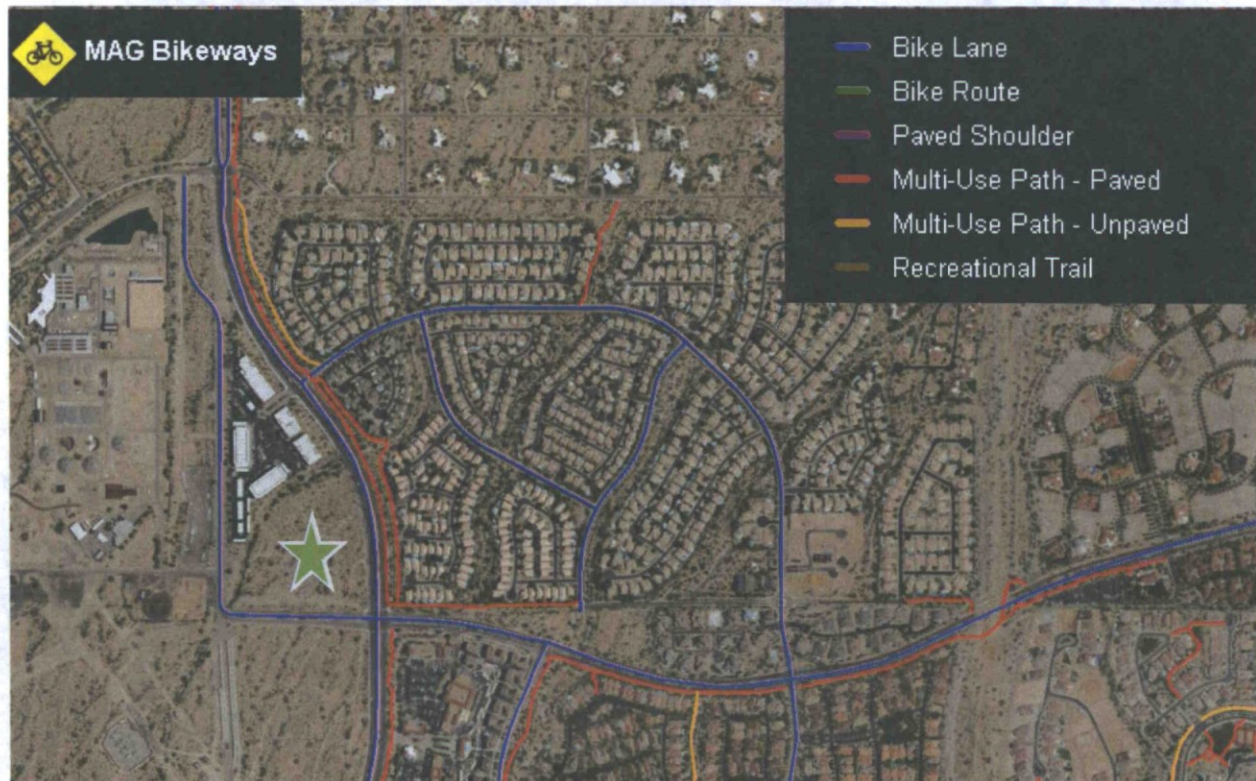 MAG Bikeways
Bike Lane
Bike Route
Paved Shoulder
Multi-Use Path - Paved
Multi-Use Path - Unpaved
Recreational Trail